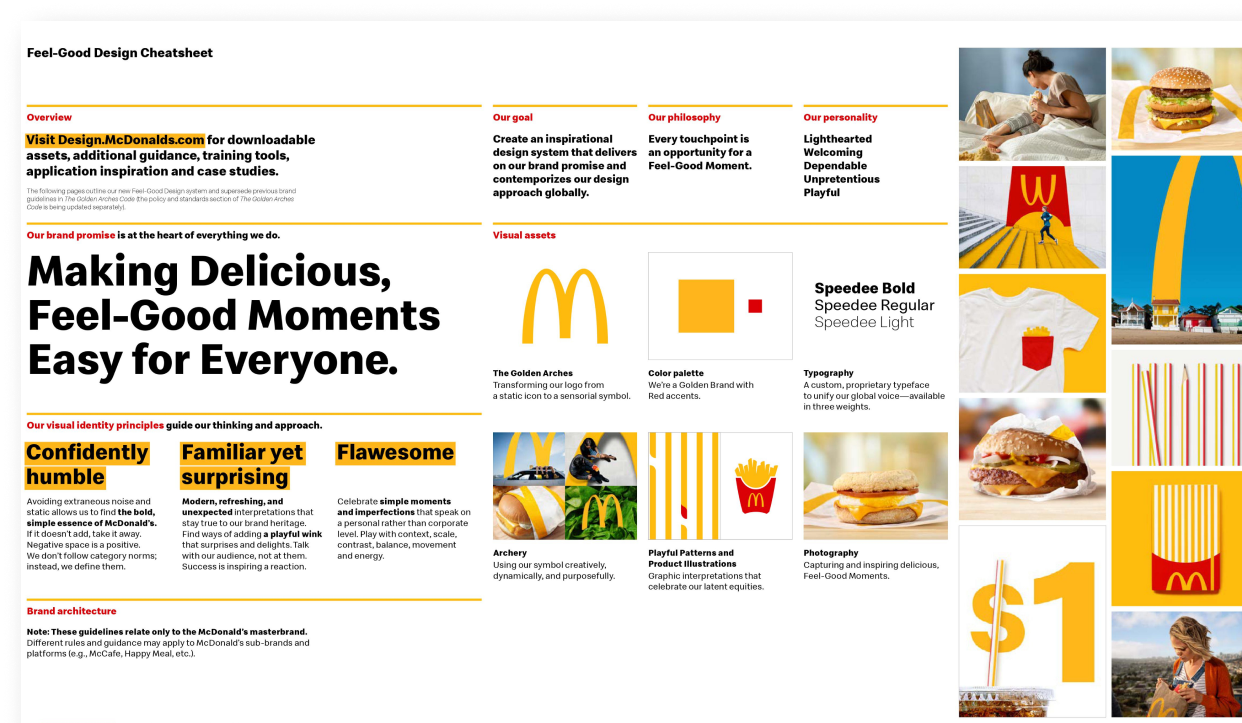 Feel-Good Design Cheatsheet
Overview
Visit Design.McDonalds.com for downloadable
assets, additional guidance, training tools,
application inspiration and case studies.
The following pages outline our new Feel-Good Design system and supersede previous brand
guidelines in The Golden Arches Code (the policy and standards section of The Golden Arches
Code is being updated separately).
Our goal
Create an inspirational
design system that delivers
on our brand promise and
contemporizes our design
approach globally.
Our philosophy
Every touchpoint is
an opportunity for a
Feel-Good Moment.
Our personality
Lighthearted
Welcoming
Dependable
Unpretentious
Playful
Our brand promise is at the heart of everything we do.
Making Delicious,
Feel-Good Moments
Easy for Everyone.
Our visual identity principles guide our thinking and approach.
Confidently
humble
Avoiding extraneous noise and
static allows us to find the bold,
simple essence of McDonald's.
If it doesn't add, take it away.
Negative space is a positive.
We don't follow category norms;
instead, we define them.
Familiar yet
surprising
Modern, refreshing, and
unexpected interpretations that
stay true to our brand heritage.
Find ways of adding a playful wink
that surprises and delights. Talk
with our audience, not at them.
Success is inspiring a reaction.
Flawesome
Celebrate simple moments
and imperfections that speak on
a personal rather than corporate
level. Play with context, scale,
contrast, balance, movement
and energy.
Brand architecture
Note: These guidelines relate only to the McDonald's masterbrand.
Different rules and guidance may apply to McDonald's sub-brands and
platforms (e.g., McCafe, Happy Meal, etc.).
Visual assets
The Golden Arches
Transforming our logo from
a static icon to a sensorial symbol.
Color palette
We're a Golden Brand with
Red accents.
Speedee Bold
Speedee Regular
Speedee Light
Typography
A custom, proprietary typeface
to unify our global voice—available
in three weights.
Archery
Using our symbol creatively,
dynamically, and purposefully.
Playful Patterns and
Product Illustrations
Graphic interpretations that
celebrate our latent equities.
Photography
Capturing and inspiring delicious,
Feel-Good Moments.
$1